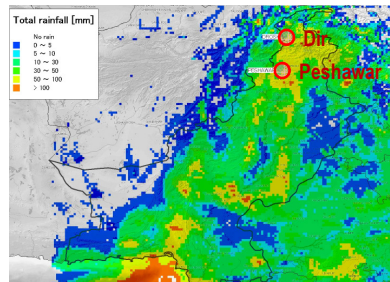 Total rainfall [mm]
No rain
0 ~ 5
5 ~ 10
10 ~ 30
30 ~ 50
50 ~ 100
> 100
Dir
Peshawar